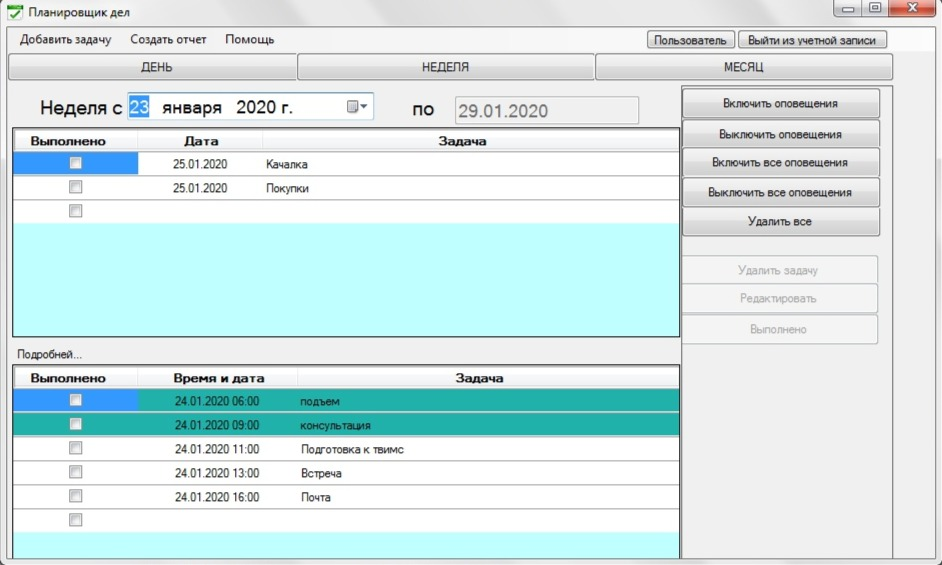 Планировщик дел
Добавить задачу Создать отчет Помощь Пользователь Выйти из учетной записи
ДЕНЬ НЕДЕЛЯ МЕСЯЦ
Неделя с 23 января 2020 г. по 29.01.2020
Выполнено Дата Задача
25.01.2020 Качалка
25.01.2020 Покупки
Включить оповещения
Выключить оповещения
Включить все оповещения
Выключить все оповещения
Удалить все
Удалить задачу
Редактировать
Выполнено
Подробней...
Выполнено Время и дата Задача
24.01.2020 06:00 подъем
24.01.2020 09:00 консультация
24.01.2020 11:00 Подготовка к твимс
24.01.2020 13:00 Встреча
24.01.2020 16:00 Почта